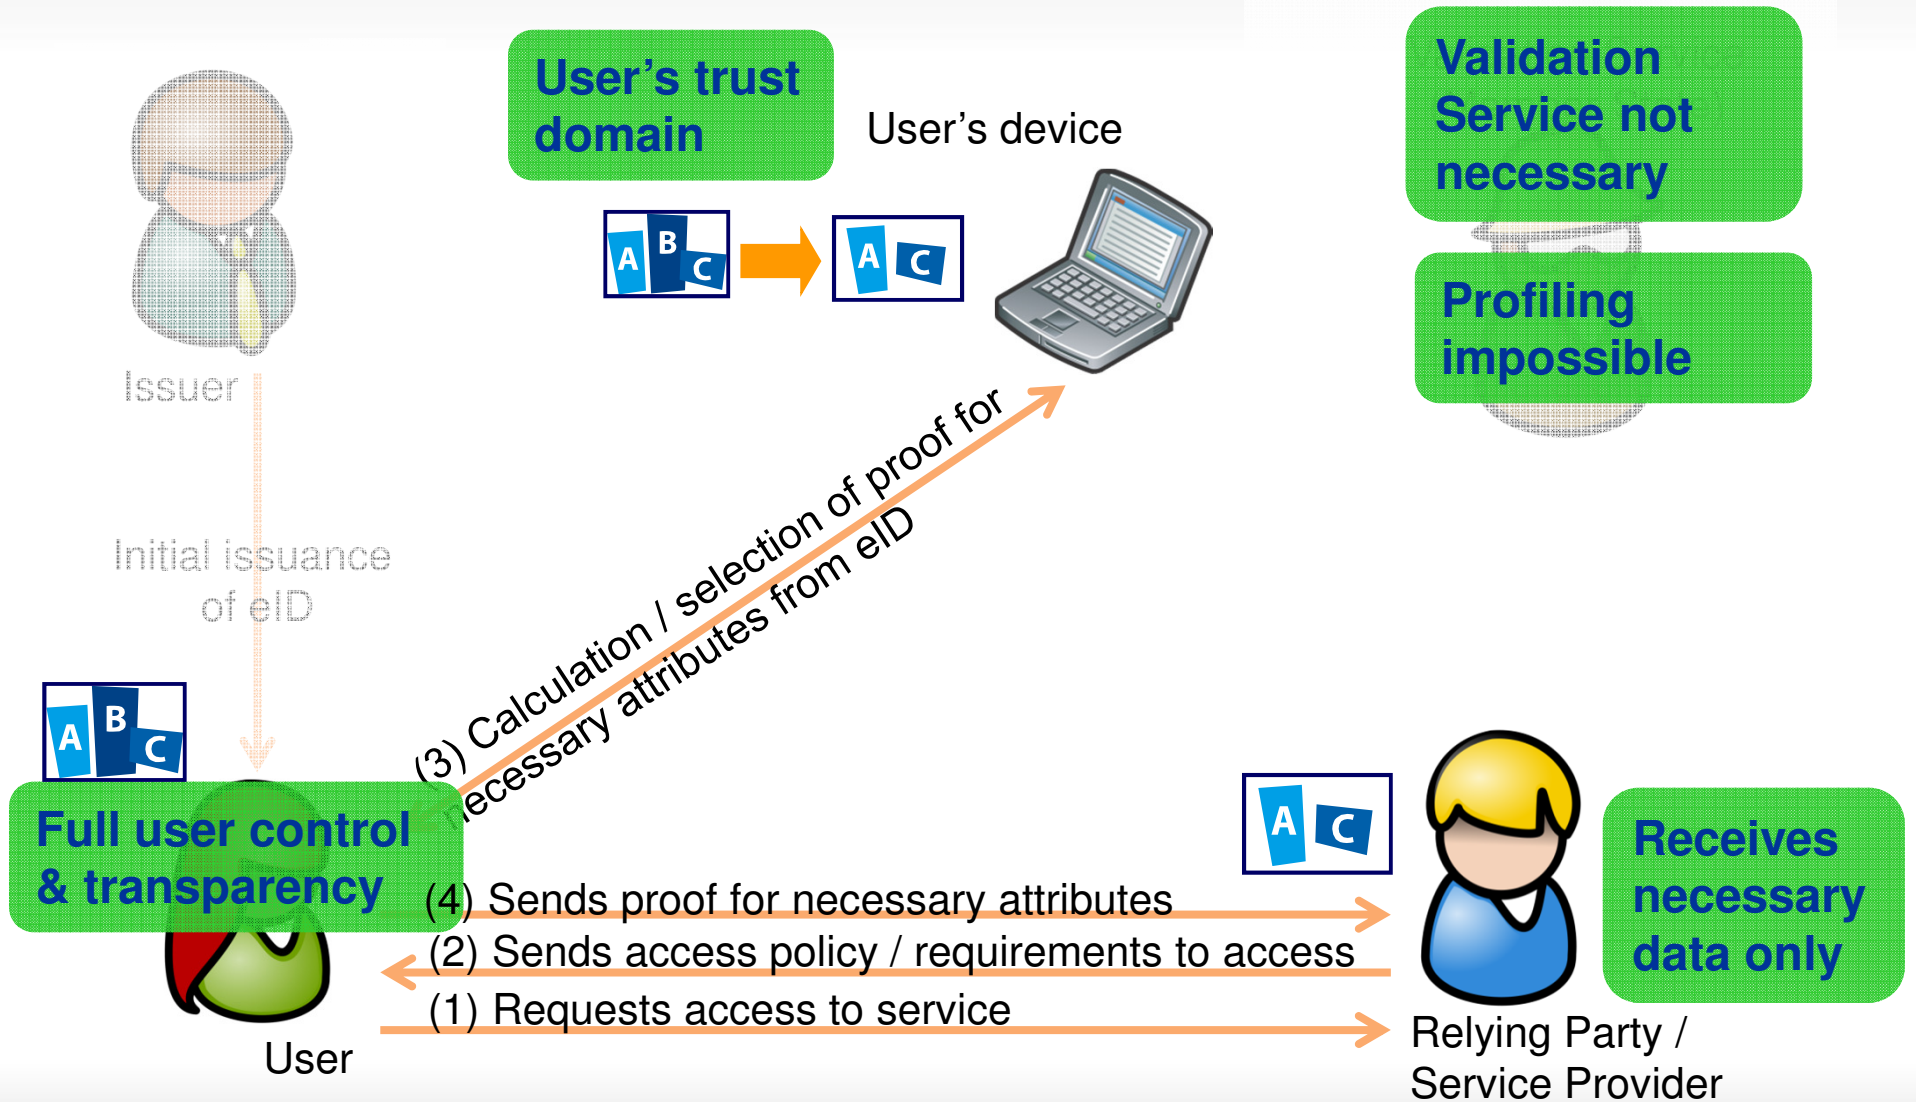 User's trust
domain
User's device
Validation
Service not
necessary
A B C
A C
Profiling
impossible
Issuer
(3) Calculation / selection of proof for
necessary attributes from eID
Initial issuance
of eID
A B C
A C
Full user control
& transparency
Receives
necessary
data only
(4) Sends proof for necessary attributes
(2) Sends access policy / requirements to access
(1) Requests access to service
User
Relying Party /
Service Provider